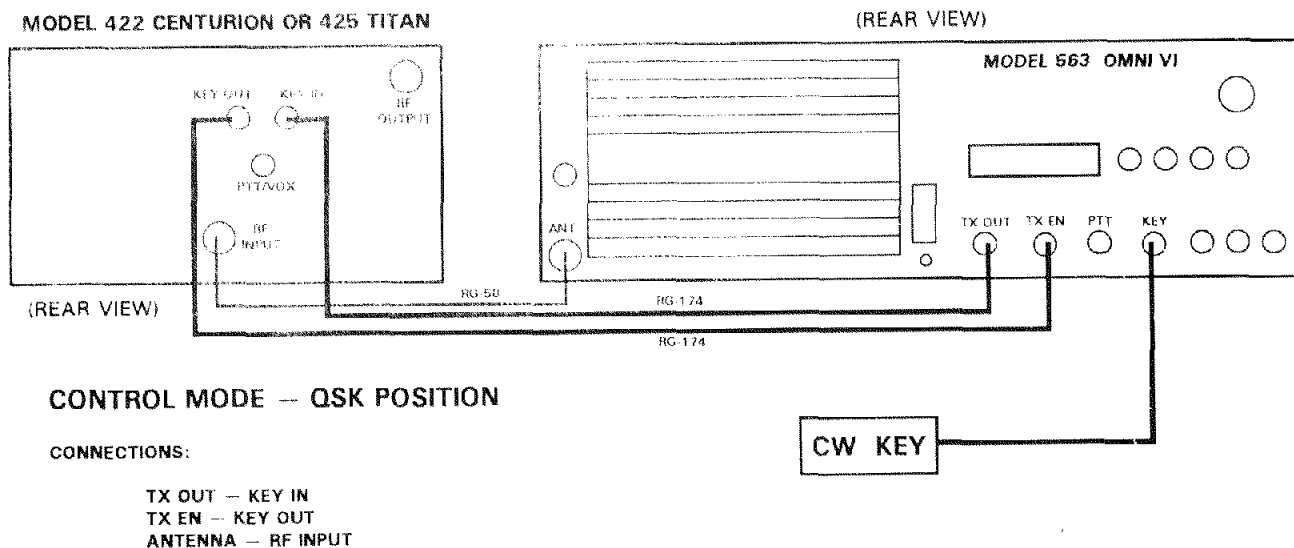 MODEL 422 CENTURION OR 425 TITAN
(REAR VIEW)
MODEL 563 OMNI VI
KEY OUT
KEY IN
RF
OUTPUT
PTT/VOX
RF
INPUT
ANT
TX OUT
TX EN
PTT
KEY
(REAR VIEW)
RG-58
RG-174
RG-174
CONTROL MODE — QSK POSITION
CONNECTIONS:
TX OUT — KEY IN
TX EN — KEY OUT
ANTENNA — RF INPUT
CW KEY